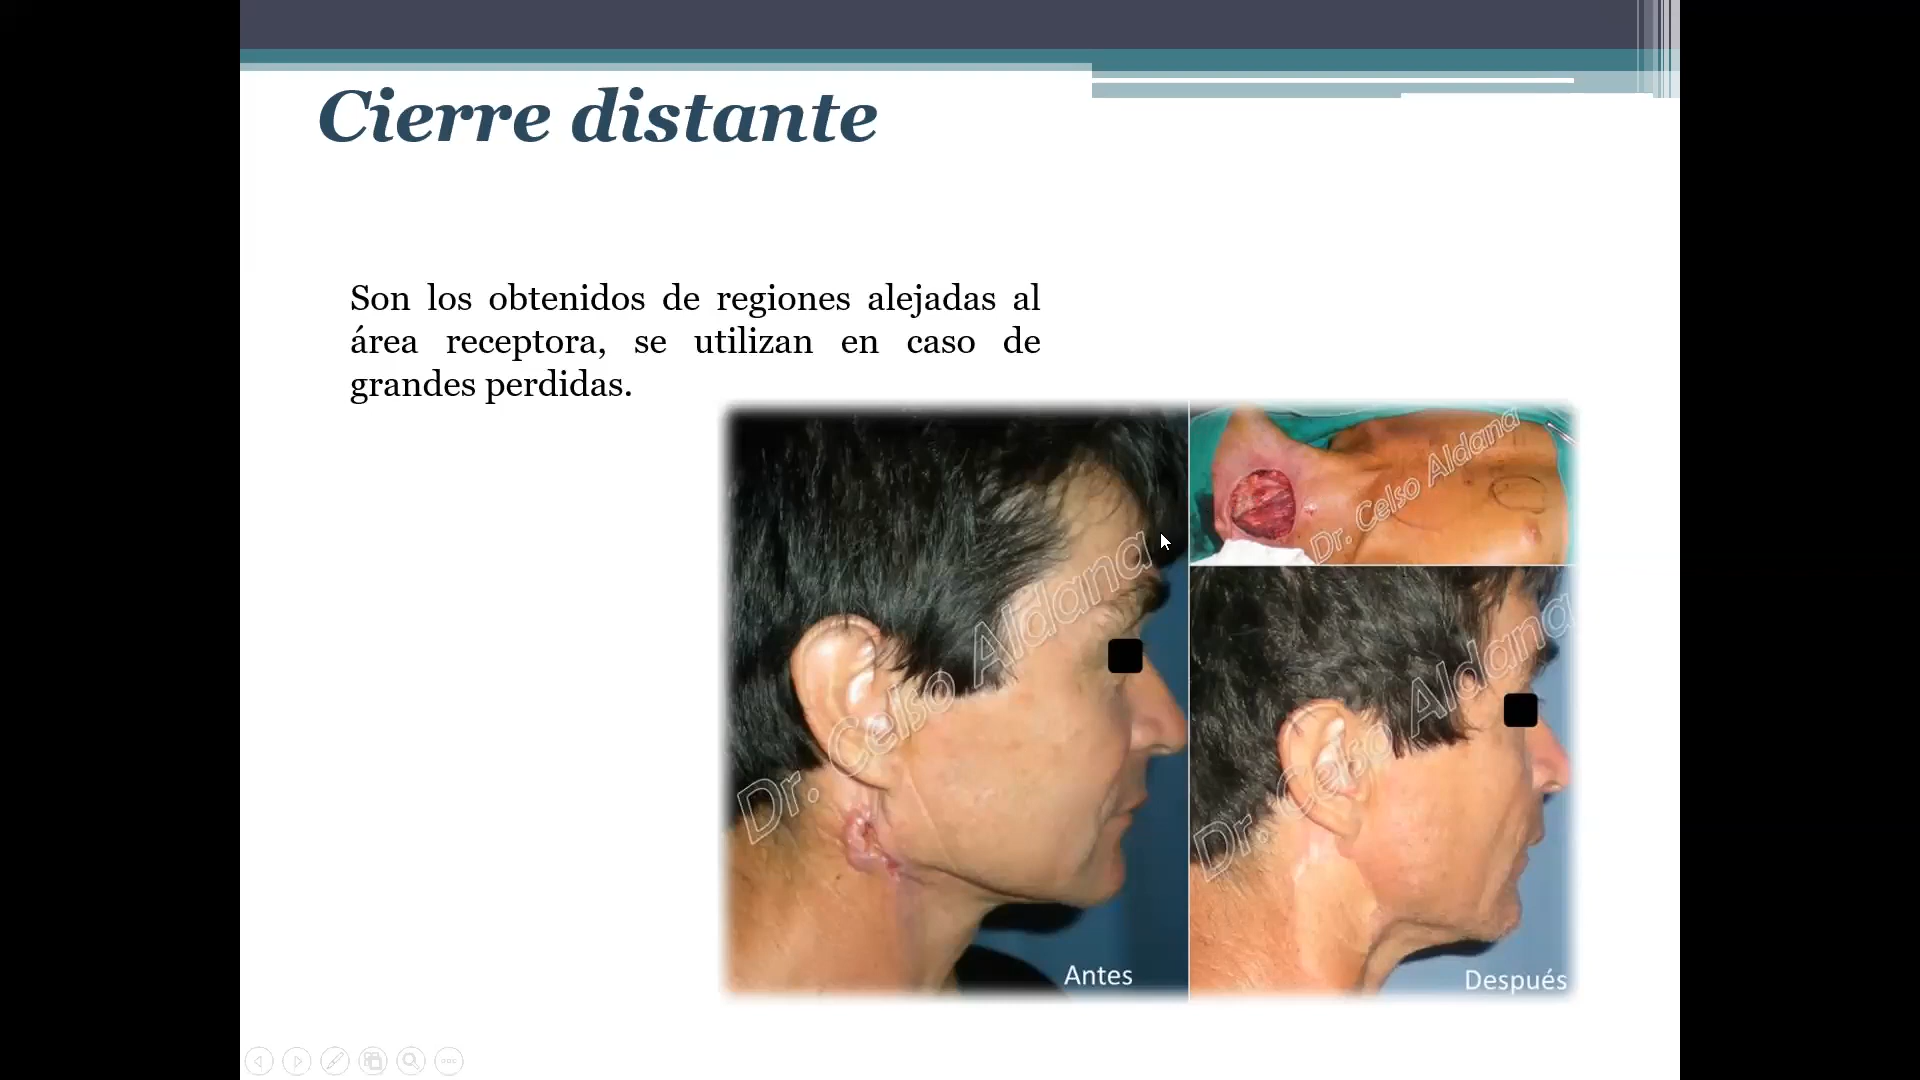 Cierre distante
Son los obtenidos de regiones alejadas al
área receptora, se utilizan en caso de
grandes perdidas.
Dr. Celso Aldana
Dr. Celso Aldana
Dr. Celso Aldana
Antes
Después